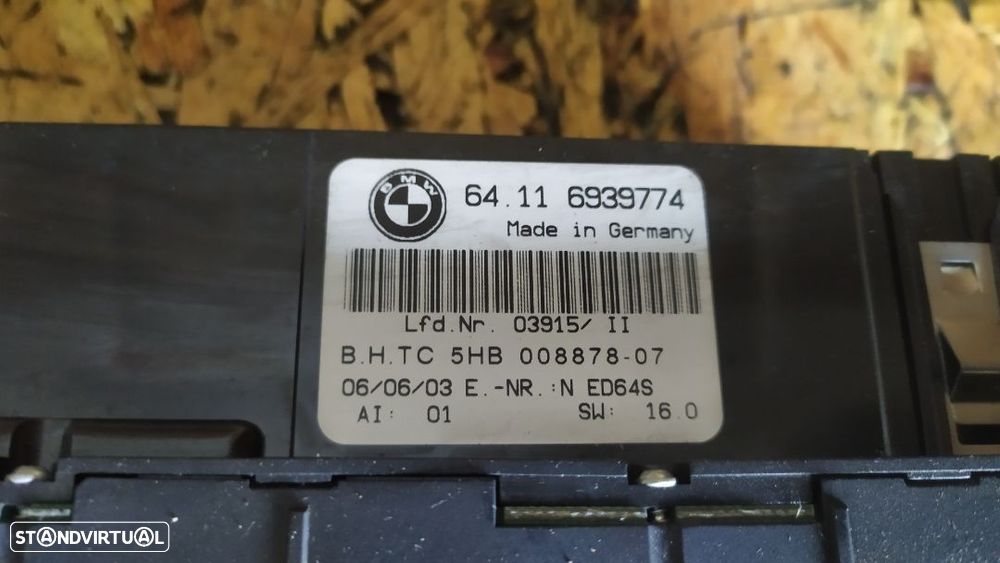 BMW
64.11 6939774
Made in Germany
Lfd.Nr. 03915/ II
B.H.TC 5HB 008878-07
06/06/03 E.-NR.:N ED64S
AI: 01 SW: 16.0
STANDVIRTUAL